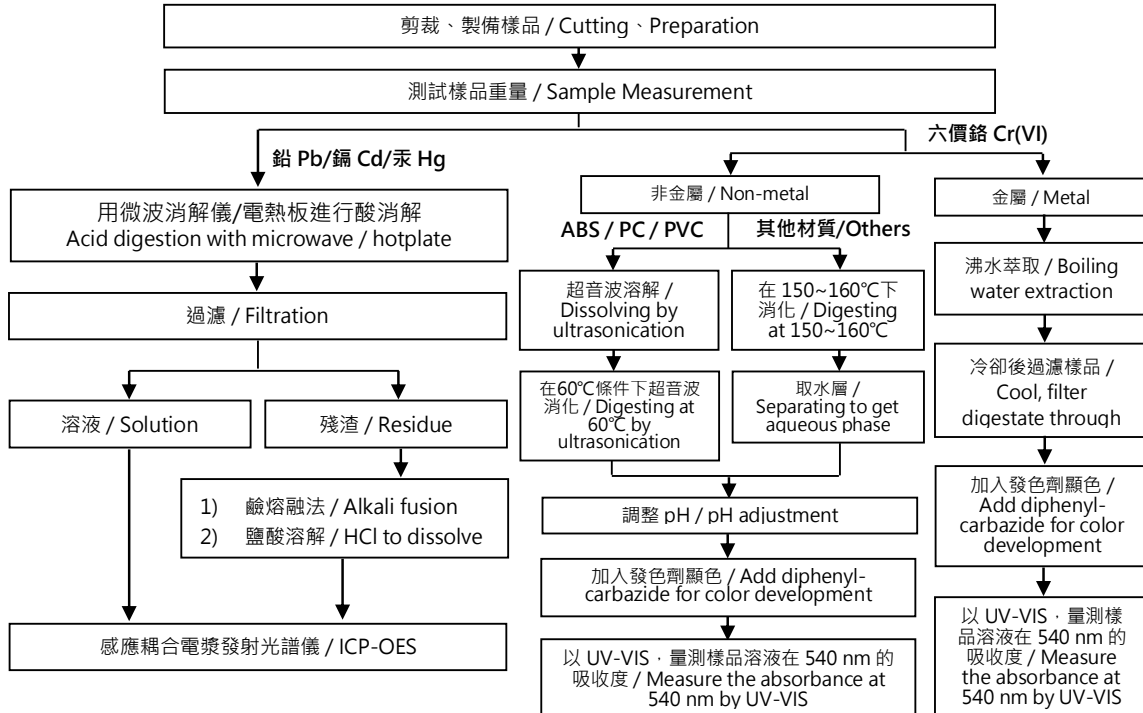 剪裁、製備樣品 / Cutting、Preparation
測試樣品重量 / Sample Measurement
鉛 Pb/鎘 Cd/汞 Hg
六價鉻 Cr(VI)
用微波消解儀/電熱板進行酸消解
Acid digestion with microwave / hotplate
過濾 / Filtration
溶液 / Solution
殘渣 / Residue
1) 鹼熔融法 / Alkali fusion
2) 鹽酸溶解 / HCl to dissolve
感應耦合電漿發射光譜儀 / ICP-OES
非金屬 / Non-metal
ABS / PC / PVC
其他材質/Others
超音波溶解 /
Dissolving by
ultrasonication
在60℃條件下超音波
消化 / Digesting at
60℃ by
ultrasonication
在 150~160℃下
消化 / Digesting
at 150~160℃
取水層 /
Separating to get
aqueous phase
調整 pH / pH adjustment
加入發色劑顯色 / Add diphenyl-
carbazide for color development
以 UV-VIS，量測樣品溶液在 540 nm 的
吸收度 / Measure the absorbance at
540 nm by UV-VIS
金屬 / Metal
沸水萃取 / Boiling
water extraction
冷卻後過濾樣品 /
Cool, filter
digestate through
加入發色劑顯色 /
Add diphenyl-
carbazide for color
development
以 UV-VIS，量測樣
品溶液在 540 nm 的
吸收度 / Measure
the absorbance at
540 nm by UV-VIS